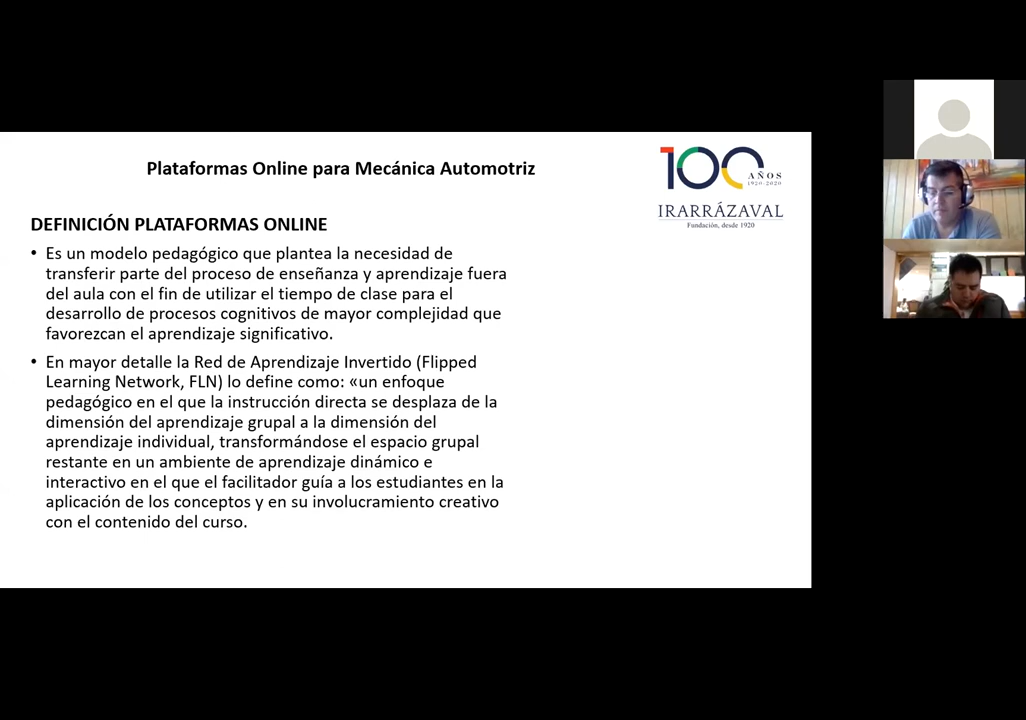 Plataformas Online para Mecánica Automotriz
100
AÑOS
1920-2020
IRARRÁZAVAL
Fundación, desde 1920
DEFINICIÓN PLATAFORMAS ONLINE
• Es un modelo pedagógico que plantea la necesidad de
transferir parte del proceso de enseñanza y aprendizaje fuera
del aula con el fin de utilizar el tiempo de clase para el
desarrollo de procesos cognitivos de mayor complejidad que
favorezcan el aprendizaje significativo.
• En mayor detalle la Red de Aprendizaje Invertido (Flipped
Learning Network, FLN) lo define como: «un enfoque
pedagógico en el que la instrucción directa se desplaza de la
dimensión del aprendizaje grupal a la dimensión del
aprendizaje individual, transformándose el espacio grupal
restante en un ambiente de aprendizaje dinámico e
interactivo en el que el facilitador guía a los estudiantes en la
aplicación de los conceptos y en su involucramiento creativo
con el contenido del curso.